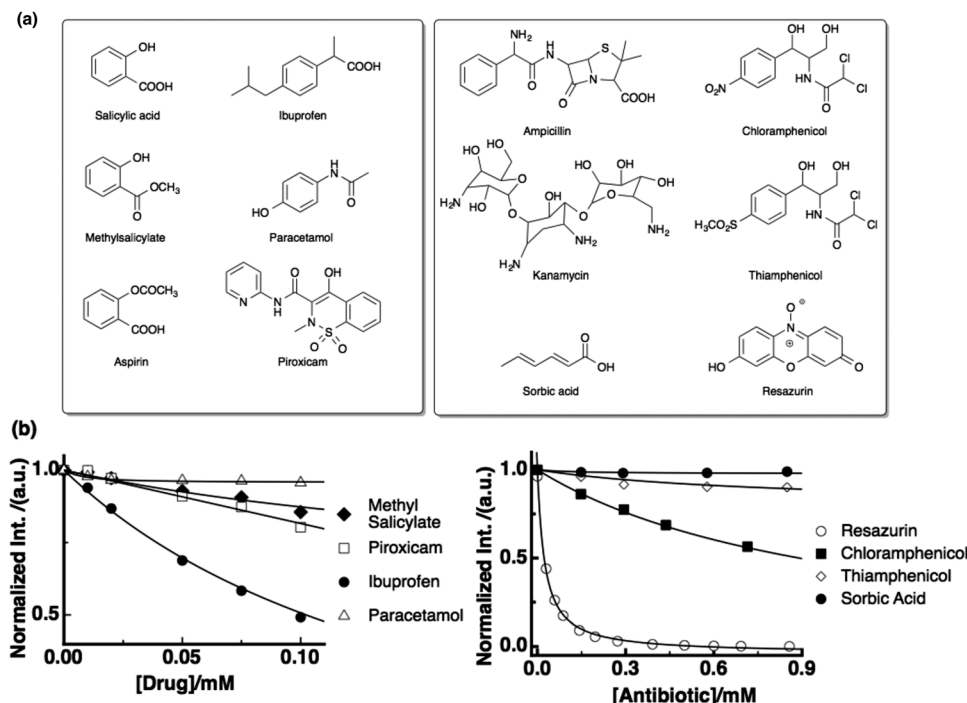 (a)
OH
COOH
Salicylic acid
COOH
Ibuprofen
OH
OCH3
O
Methylsalicylate
H
N
O
HO
Paracetamol
OCOCH3
COOH
Aspirin
O
OH
N
NH
N
S
O
O
Piroxicam
NH2
H
N
S
O
N
O
COOH
Ampicillin
OH
OH
Cl
O2N
HN
Cl
O
Chloramphenicol
HO
HO
OH
O
H2N
HO
O
OH
O
HO
OH
HO
OH
O
NH2
NH2
H2N
Kanamycin
OH
OH
Cl
H3CO2S
HN
Cl
O
Thiamphenicol
O
OH
Sorbic acid
O ⊖
N
⊕
HO
O
O
Resazurin
(b)
Normalized Int. /(a.u.)
1.0
0.5
0.00
0.05
0.10
[Drug]/mM
Methyl
Salicylate
Piroxicam
Ibuprofen
Paracetamol
Normalized Int. /(a.u.)
1.0
0.5
0.0
0.0
0.3
0.6
0.9
[Antibiotic]/mM
Resazurin
Chloramphenicol
Thiamphenicol
Sorbic Acid